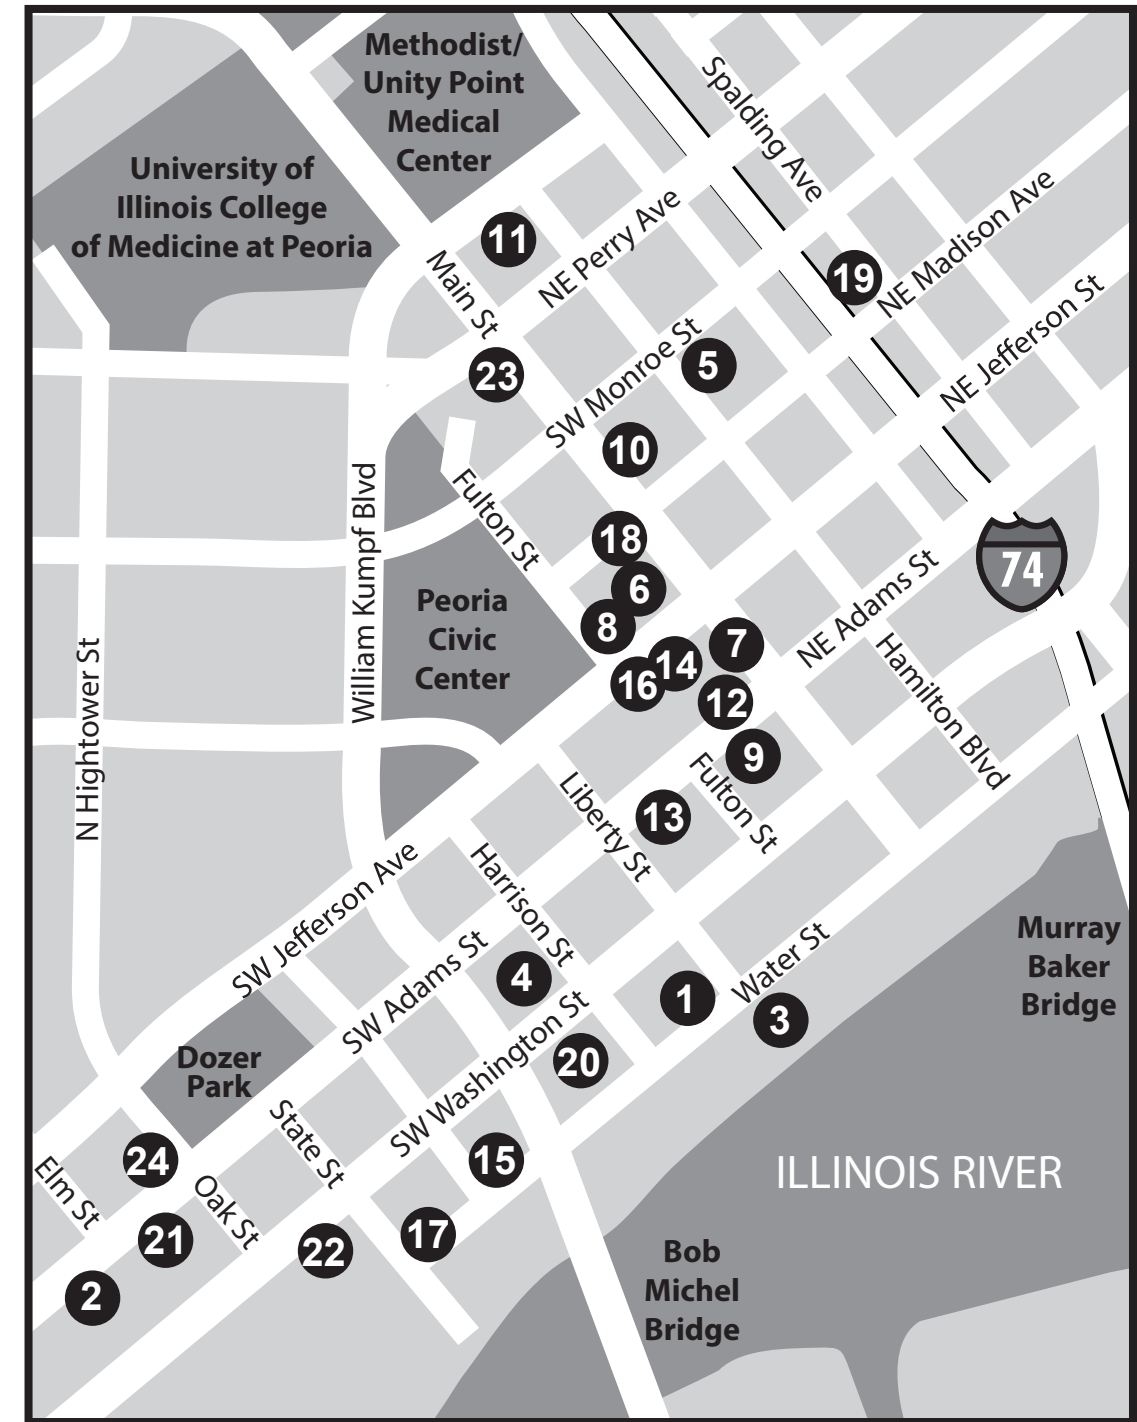 Methodist/
Unity Point
Medical
Center
Spalding Ave
University of
Illinois College
of Medicine at Peoria
11
NE Perry Ave
19
NE Madison Ave
Main St
NE Jefferson St
23
SW Monroe St
5
10
Fulton St
William Kumpf Blvd
18
74
Peoria
Civic
Center
6
8
7
NE Adams St
14
16
12
Hamilton Blvd
N Hightower St
9
Fulton St
Liberty St
13
SW Jefferson Ave
Harrison St
Murray
Baker
Bridge
SW Adams St
4
1
Water St
3
SW Washington St
20
Dozer
Park
State St
15
ILLINOIS RIVER
24
Elm St
Oak St
21
22
17
2
Bob
Michel
Bridge